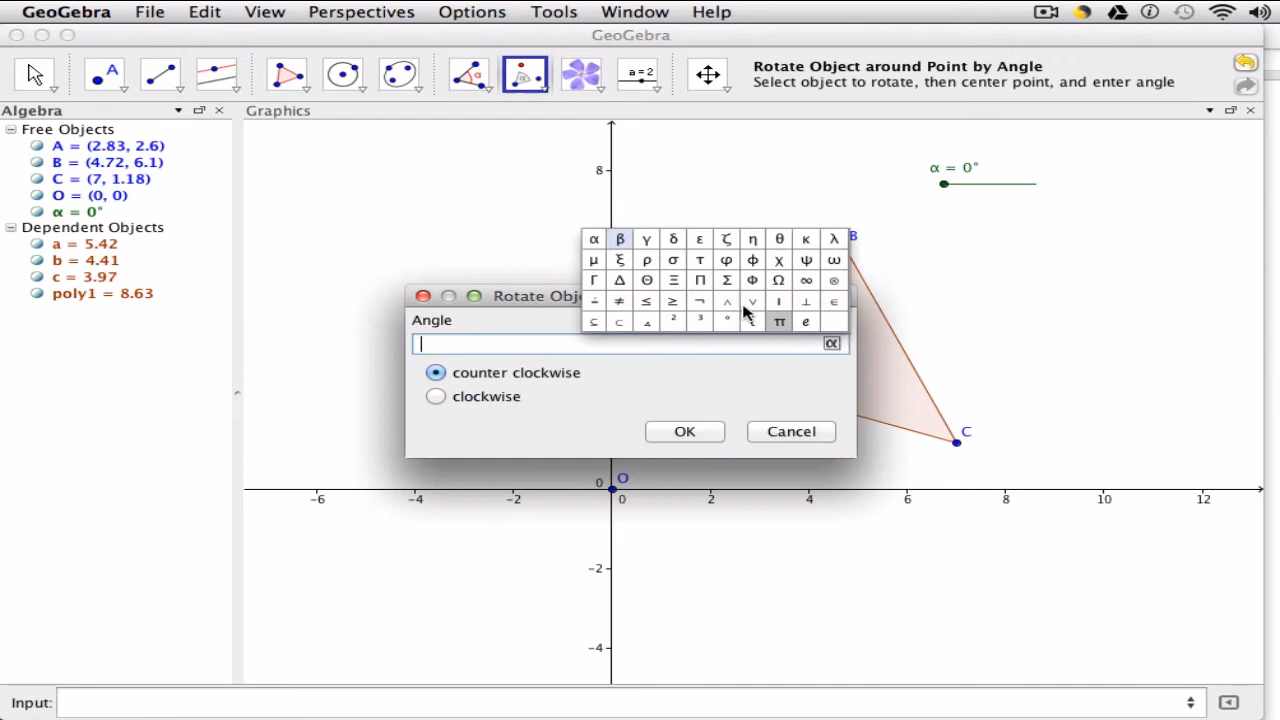 GeoGebra File Edit View Perspectives Options Tools Window Help
GeoGebra
A α α a=2
Rotate Object around Point by Angle
Select object to rotate, then center point, and enter angle
Algebra
Graphics
Free Objects
A = (2.83, 2.6)
B = (4.72, 6.1)
C = (7, 1.18)
O = (0, 0)
α = 0°
Dependent Objects
a = 5.42
b = 4.41
c = 3.97
poly1 = 8.63
8
α = 0°
B
α β γ δ ε ζ η θ κ λ
μ ξ ρ σ τ φ ϕ χ ψ ω
Γ Δ Θ Ξ Π Σ Φ Ω ∞ ⊗
≟ ≠ ≤ ≥ ¬ ∧ ∨ ∥ ⊥ ∈
⊆ ⊂ ² ³ ° π e
Rotate Obje
Angle
α
counter clockwise
clockwise
OK Cancel
C
O
0
-6 -4 -2 0 2 4 6 8 10 12
-2
-4
Input: